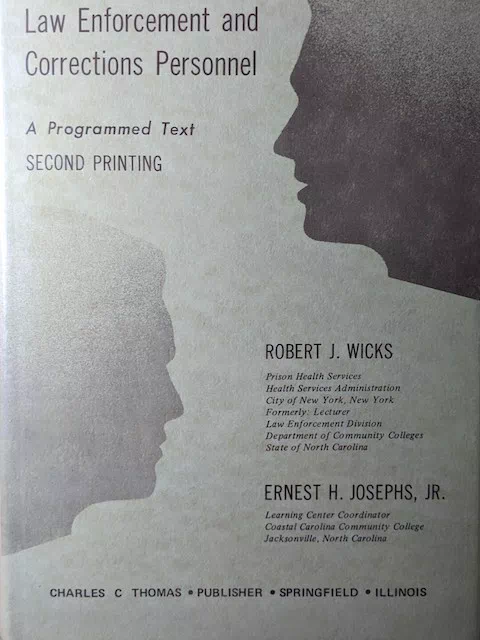 Law Enforcement and
Corrections Personnel
A Programmed Text
SECOND PRINTING
ROBERT J. WICKS
Prison Health Services
Health Services Administration
City of New York, New York
Formerly: Lecturer
Law Enforcement Division
Department of Community Colleges
State of North Carolina
ERNEST H. JOSEPHS, JR.
Learning Center Coordinator
Coastal Carolina Community College
Jacksonville, North Carolina
CHARLES C THOMAS • PUBLISHER • SPRINGFIELD • ILLINOIS